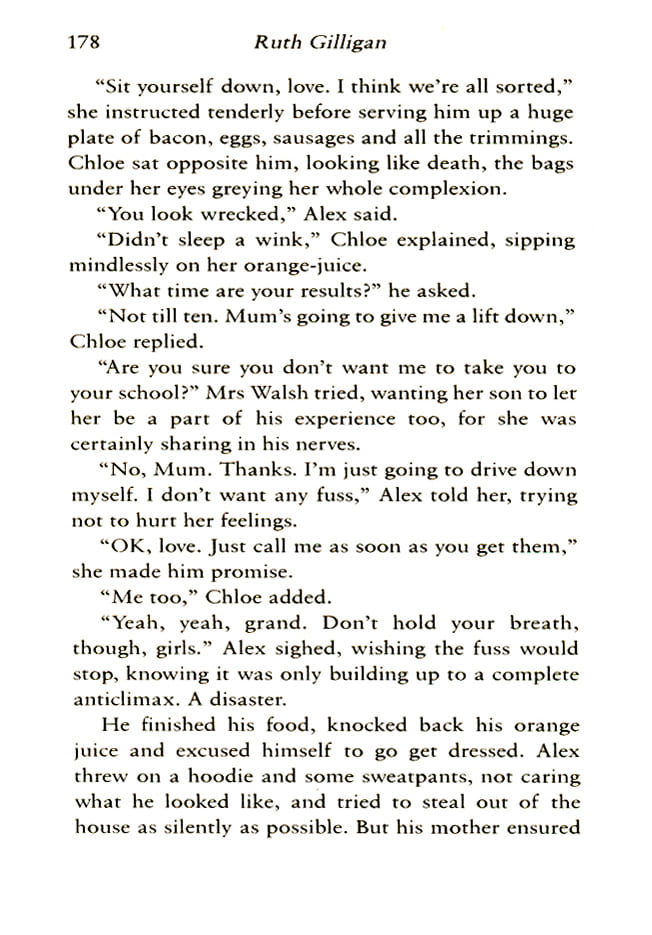 178 Ruth Gilligan
“Sit yourself down, love. I think we’re all sorted,”
she instructed tenderly before serving him up a huge
plate of bacon, eggs, sausages and all the trimmings.
Chloe sat opposite him, looking like death, the bags
under her eyes greying her whole complexion.
“You look wrecked,” Alex said.
“Didn’t sleep a wink,” Chloe explained, sipping
mindlessly on her orange-juice.
“What time are your results?” he asked.
“Not till ten. Mum’s going to give me a lift down,”
Chloe replied.
“Are you sure you don’t want me to take you to
your school?” Mrs Walsh tried, wanting her son to let
her be a part of his experience too, for she was
certainly sharing in his nerves.
“No, Mum. Thanks. I’m just going to drive down
myself. I don’t want any fuss,” Alex told her, trying
not to hurt her feelings.
“OK, love. Just call me as soon as you get them,”
she made him promise.
“Me too,” Chloe added.
“Yeah, yeah, grand. Don’t hold your breath,
though, girls.” Alex sighed, wishing the fuss would
stop, knowing it was only building up to a complete
anticlimax. A disaster.
He finished his food, knocked back his orange
juice and excused himself to go get dressed. Alex
threw on a hoodie and some sweatpants, not caring
what he looked like, and tried to steal out of the
house as silently as possible. But his mother ensured